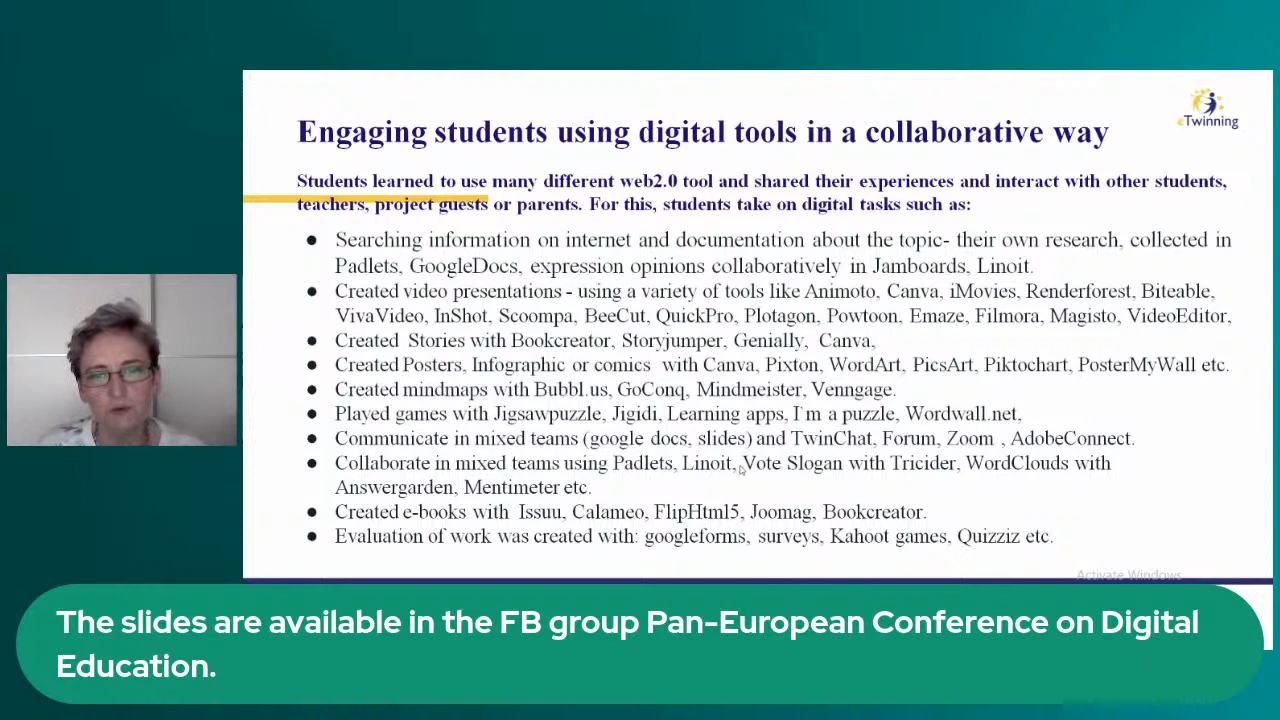 eTwinning
Engaging students using digital tools in a collaborative way
Students learned to use many different web2.0 tool and shared their experiences and interact with other students,
teachers, project guests or parents. For this, students take on digital tasks such as:
● Searching information on internet and documentation about the topic- their own research, collected in
Padlets, GoogleDocs, expression opinions collaboratively in Jamboards, Linoit.
● Created video presentations - using a variety of tools like Animoto, Canva, iMovies, Renderforest, Biteable,
VivaVideo, InShot, Scoompa, BeeCut, QuickPro, Plotagon, Powtoon, Emaze, Filmora, Magisto, VideoEditor,
● Created Stories with Bookcreator, Storyjumper, Genially, Canva,
● Created Posters, Infographic or comics with Canva, Pixton, WordArt, PicsArt, Piktochart, PosterMyWall etc.
● Created mindmaps with Bubbl.us, GoConq, Mindmeister, Venngage.
● Played games with Jigsawpuzzle, Jigidi, Learning apps, I'm a puzzle, Wordwall.net,
● Communicate in mixed teams (google docs, slides) and TwinChat, Forum, Zoom , AdobeConnect.
● Collaborate in mixed teams using Padlets, Linoit, Vote Slogan with Tricider, WordClouds with
Answergarden, Mentimeter etc.
● Created e-books with Issuu, Calameo, FlipHtml5, Joomag, Bookcreator.
● Evaluation of work was created with: googleforms, surveys, Kahoot games, Quizziz etc.
Activate Windows
The slides are available in the FB group Pan-European Conference on Digital
Education.